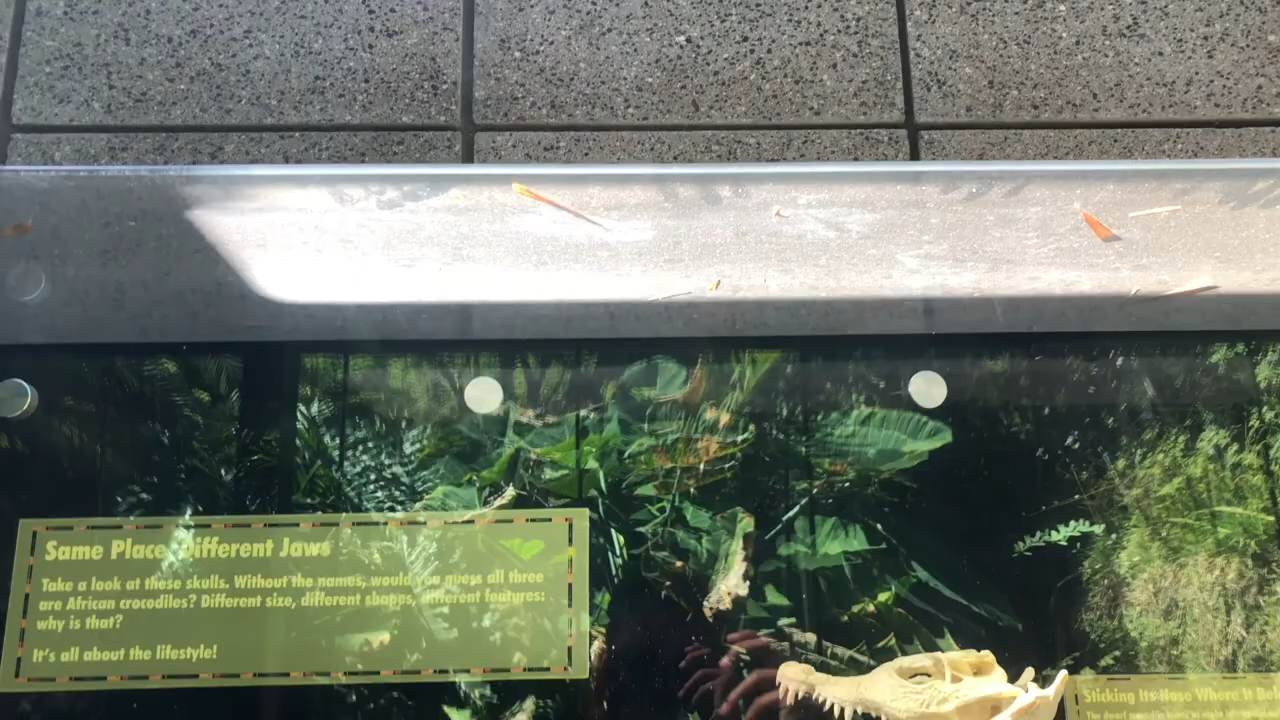 Same Place, Different Jaws
Take a look at these skulls. Without the names, would you guess all three
are African crocodiles? Different size, different shapes, different features:
why is that?
It's all about the lifestyle!
Sticking Its Nose Where It
The dwarf